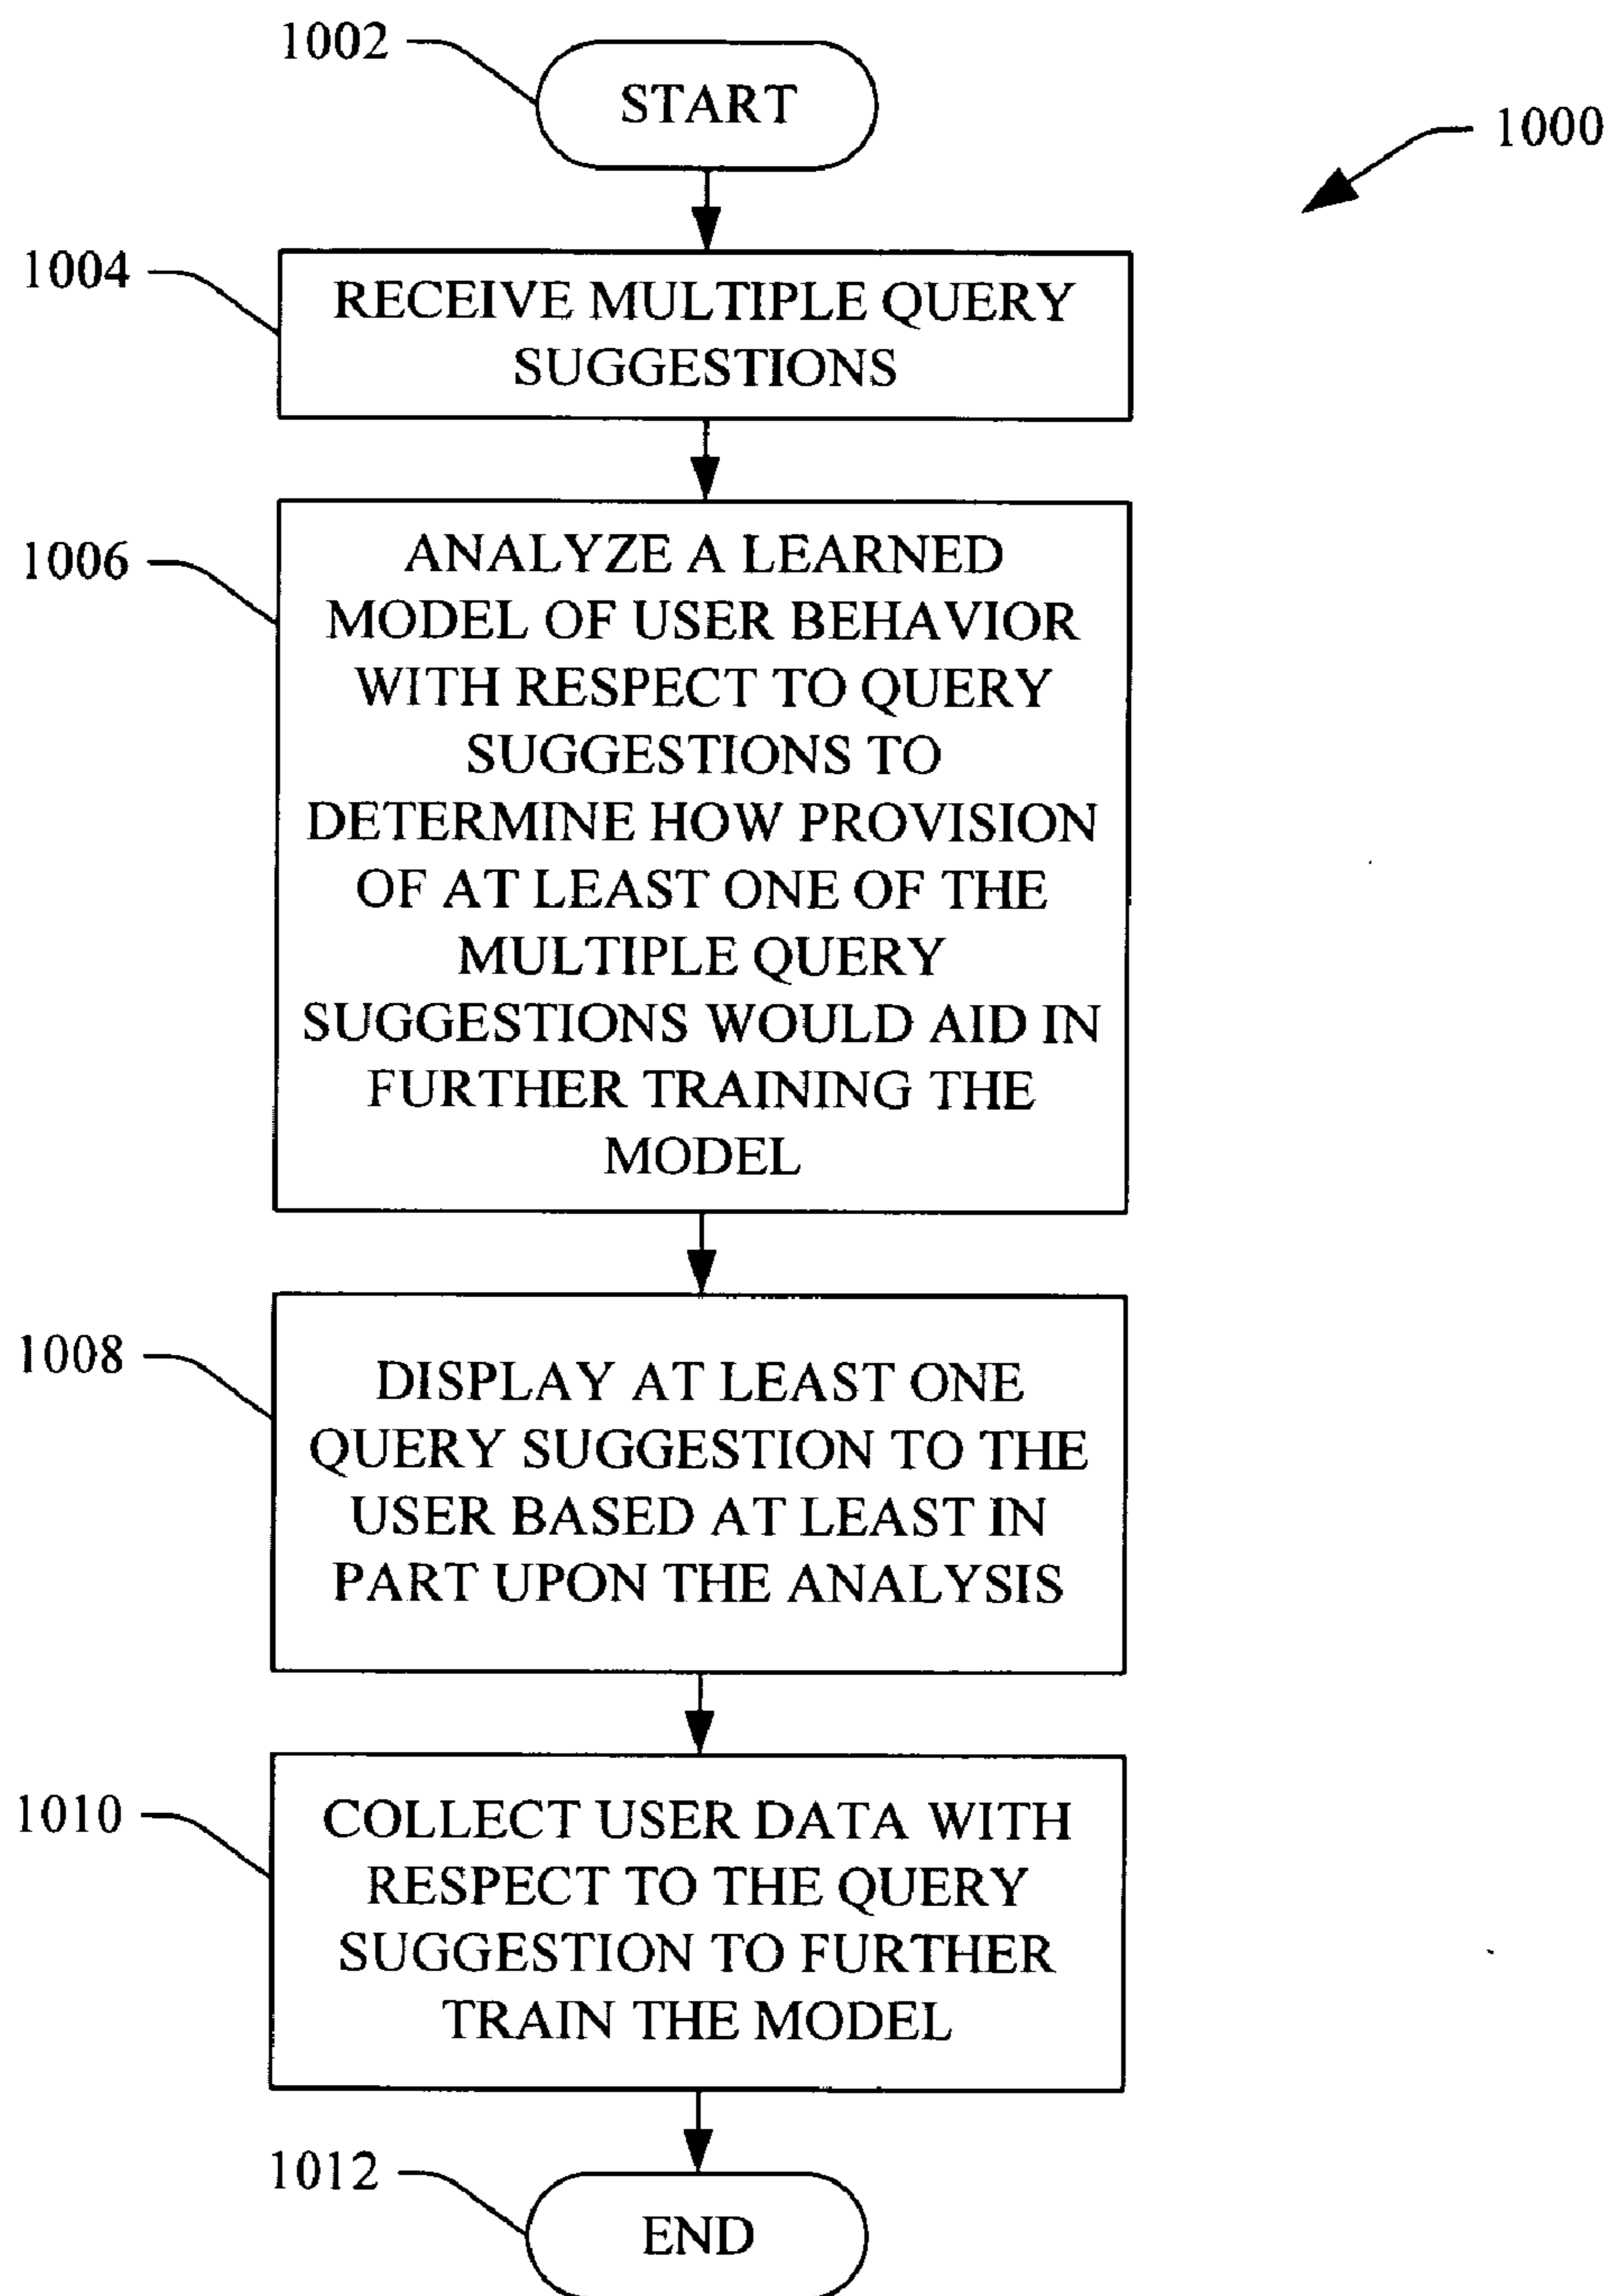 1002
START
1000
1004
RECEIVE MULTIPLE QUERY
SUGGESTIONS
1006
ANALYZE A LEARNED
MODEL OF USER BEHAVIOR
WITH RESPECT TO QUERY
SUGGESTIONS TO
DETERMINE HOW PROVISION
OF AT LEAST ONE OF THE
MULTIPLE QUERY
SUGGESTIONS WOULD AID IN
FURTHER TRAINING THE
MODEL
1008
DISPLAY AT LEAST ONE
QUERY SUGGESTION TO THE
USER BASED AT LEAST IN
PART UPON THE ANALYSIS
1010
COLLECT USER DATA WITH
RESPECT TO THE QUERY
SUGGESTION TO FURTHER
TRAIN THE MODEL
1012
END